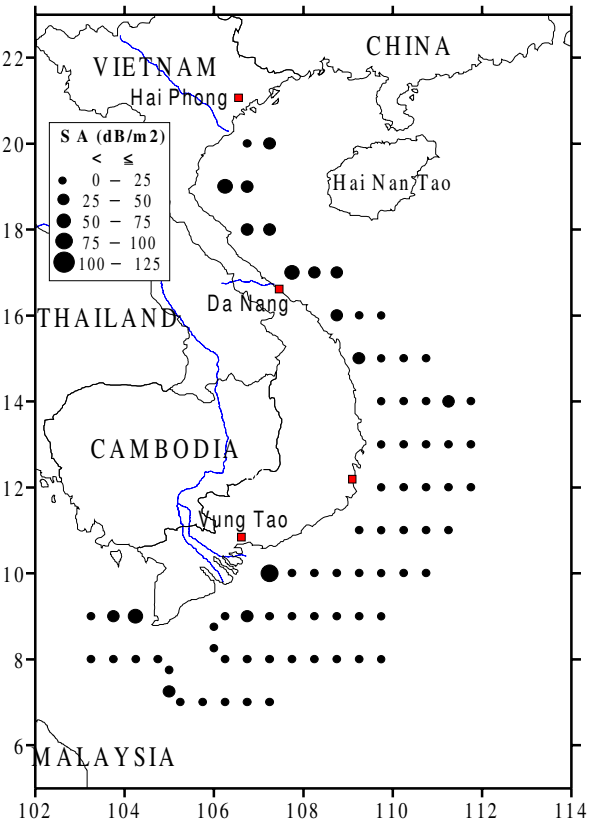 CHINA
22
VIETNAM
Hai Phong
S A (dB/m2)
< ≤
0 – 25
25 – 50
50 – 75
75 – 100
100 – 125
20
Hai Nan Tao
18
Da Nang
THAILAND
16
14
CAMBODIA
12
Vung Tao
10
8
6
MALAYSIA
102 104 106 108 110 112 114